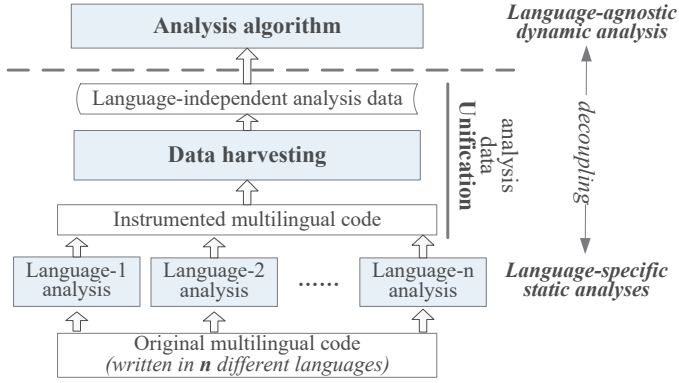 Analysis algorithm
Language-agnostic
dynamic analysis
Language-independent analysis data
Data harvesting
Unification
data
analysis
decoupling
Instrumented multilingual code
Language-1
analysis
Language-2
analysis
......
Language-n
analysis
Language-specific
static analyses
Original multilingual code
(written in n different languages)